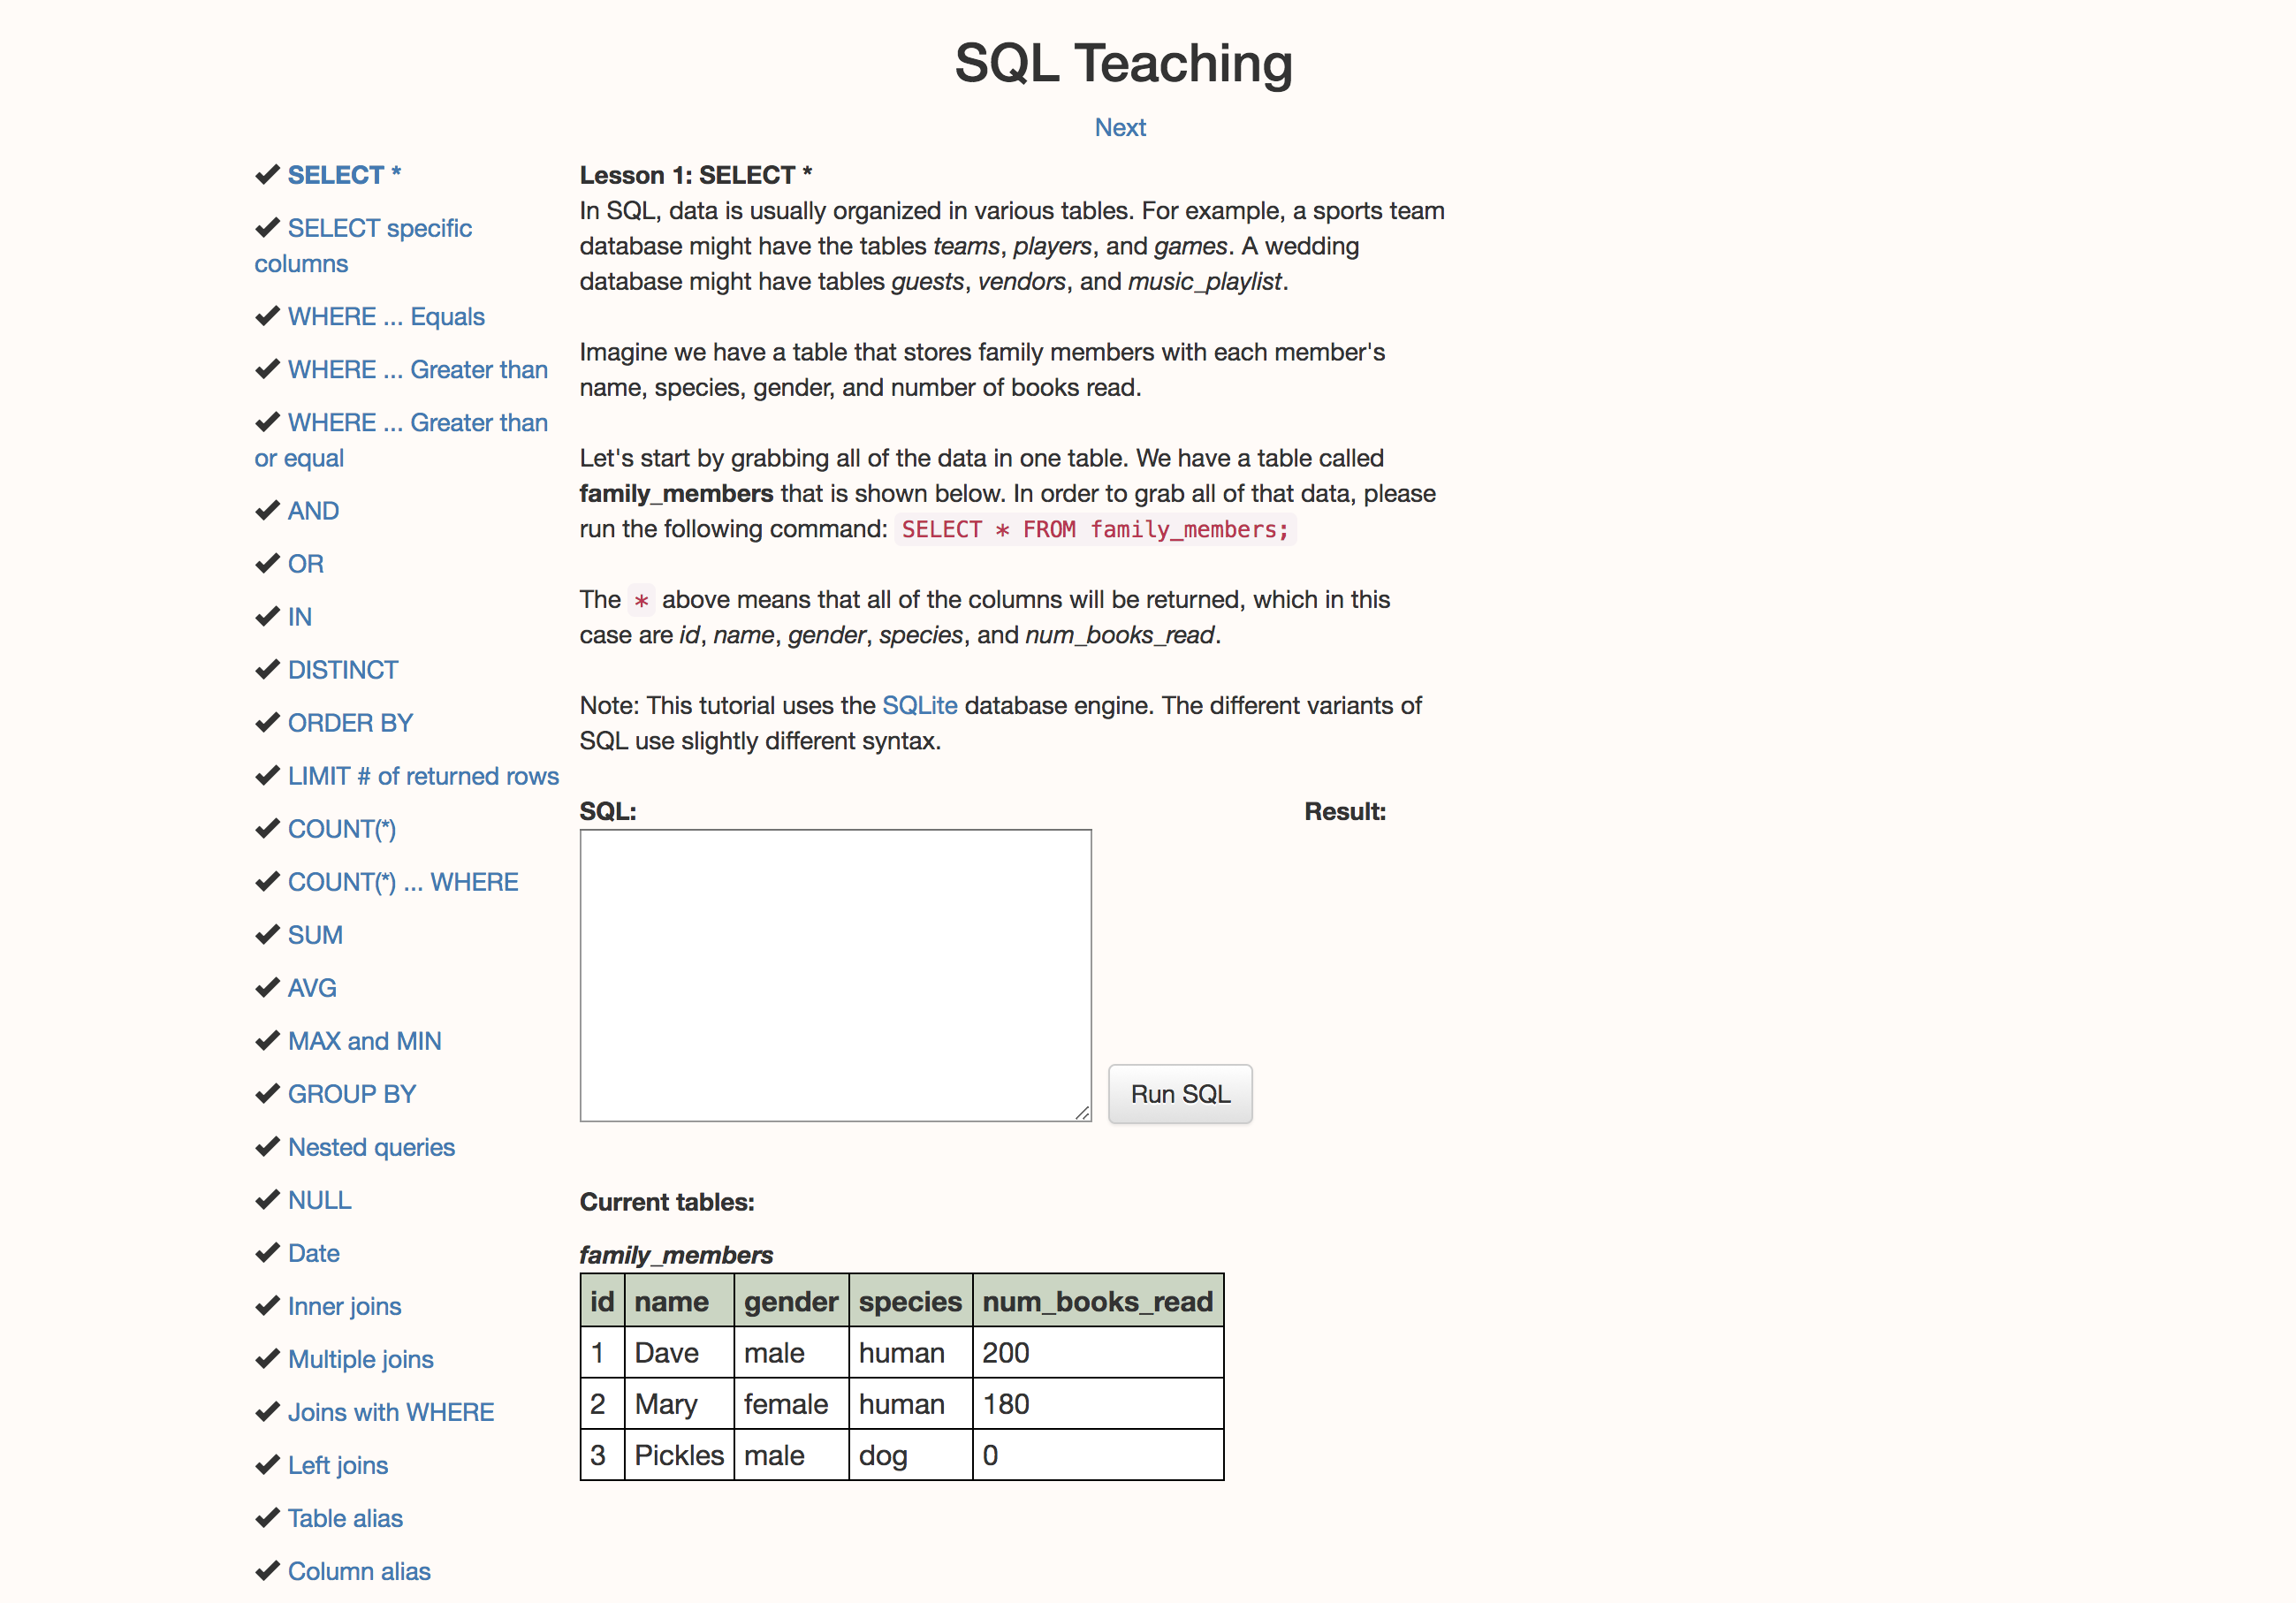 SQL Teaching
Next
SELECT *
SELECT specific
columns
WHERE ... Equals
WHERE ... Greater than
WHERE ... Greater than
or equal
AND
OR
IN
DISTINCT
ORDER BY
LIMIT # of returned rows
COUNT(*)
COUNT(*) ... WHERE
SUM
AVG
MAX and MIN
GROUP BY
Nested queries
NULL
Date
Inner joins
Multiple joins
Joins with WHERE
Left joins
Table alias
Column alias
Lesson 1: SELECT *
In SQL, data is usually organized in various tables. For example, a sports team
database might have the tables teams, players, and games. A wedding
database might have tables guests, vendors, and music_playlist.
Imagine we have a table that stores family members with each member's
name, species, gender, and number of books read.
Let's start by grabbing all of the data in one table. We have a table called
family_members that is shown below. In order to grab all of that data, please
run the following command: SELECT * FROM family_members;
The * above means that all of the columns will be returned, which in this
case are id, name, gender, species, and num_books_read.
Note: This tutorial uses the SQLite database engine. The different variants of
SQL use slightly different syntax.
SQL: Result:
Run SQL
Current tables:
family_members
id name gender species num_books_read
1 Dave male human 200
2 Mary female human 180
3 Pickles male dog 0